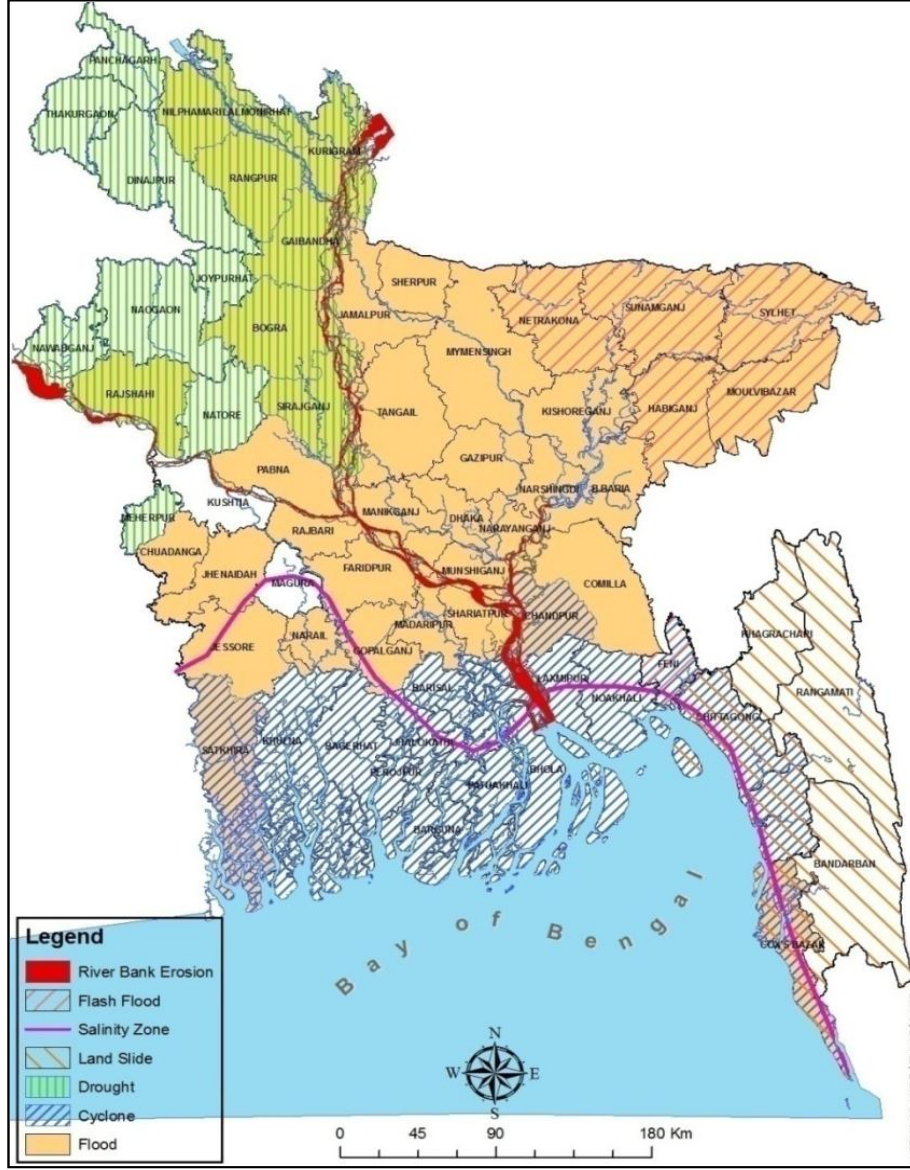 PANCHAGARH
THAKURGAON
NILPHAMARI
LALMONIRHAT
DINAJPUR
KURIGRAM
RANGPUR
GAIBANDHA
JOYPURHAT
SHERPUR
NAOGAON
JAMALPUR
NETRAKONA
SUNAMGANJ
SYLHET
BOGRA
NAWABGANJ
MYMENSINGH
RAJSHAHI
MOULVIBAZAR
NATORE
SIRAJGANJ
TANGAIL
KISHOREGANJ
HABIGANJ
GAZIPUR
PABNA
NARSHINGDI
B.BARIA
KUSHTIA
MANIKGANJ
DHAKA
MEHERPUR
NARAYANGANJ
RAJBARI
CHUADANGA
JHENAIDAH
FARIDPUR
MUNSHIGANJ
MAGURA
COMILLA
SHARIATPUR
CHANDPUR
MADARIPUR
NARAIL
JESSORE
GOPALGANJ
KHAGRACHARI
FENI
LAXMIPUR
BARISAL
NOAKHALI
RANGAMATI
CHITTAGONG
SATKHIRA
KHULNA
BAGERHAT
JHALOKATHI
PEROJPUR
BHOLA
PATUAKHALI
BARGUNA
BANDARBAN
COX'S BAZAR
Bay of Bengal
Legend
River Bank Erosion
Flash Flood
Salinity Zone
Land Slide
Drought
Cyclone
Flood
N
W
E
S
0 45 90 180 Km